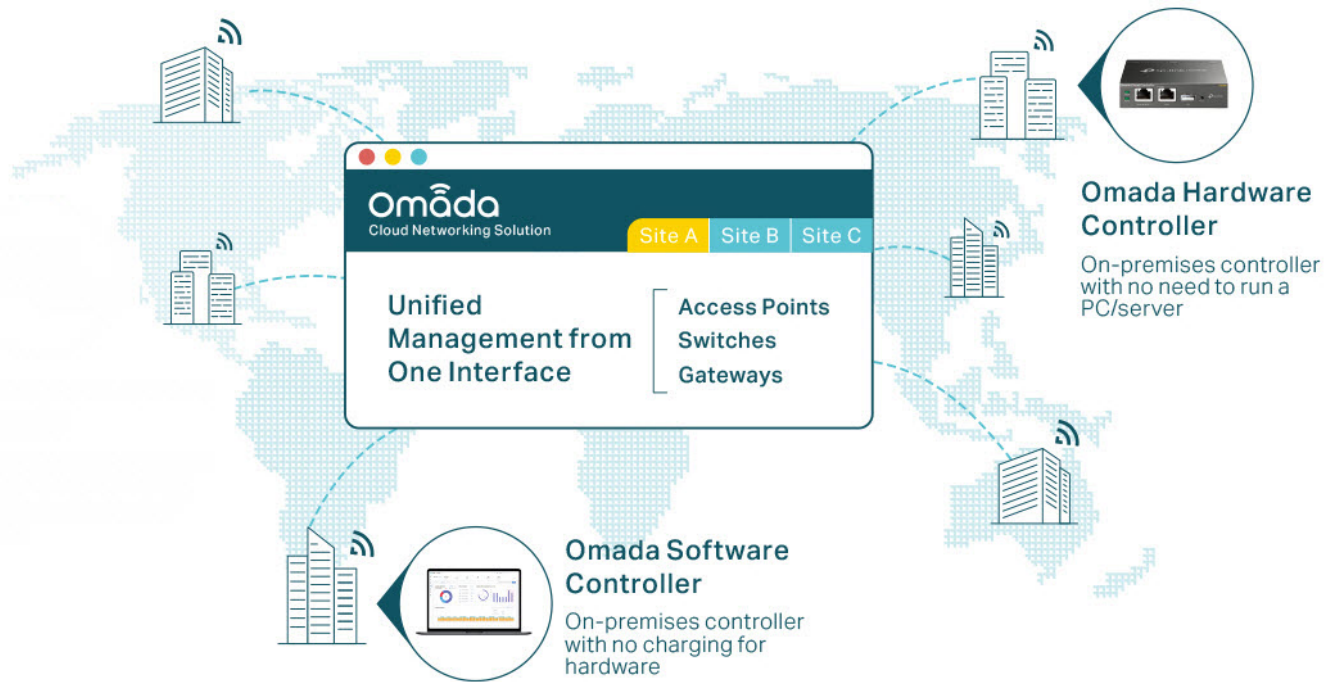 Omada
Cloud Networking Solution
Site A
Site B
Site C
Unified
Management from
One Interface
Access Points
Switches
Gateways
Omada Hardware
Controller
On-premises controller
with no need to run a
PC/server
Omada Software
Controller
On-premises controller
with no charging for
hardware